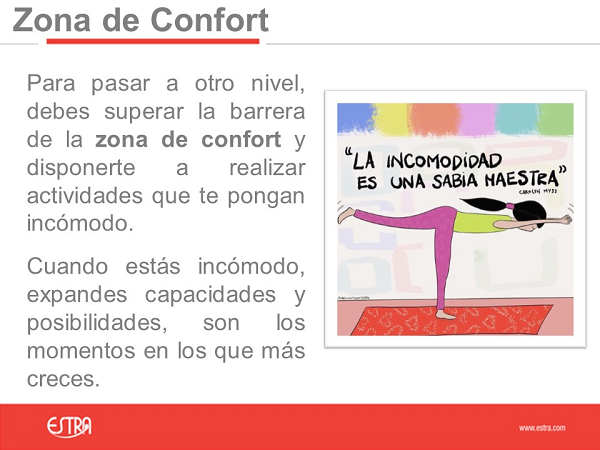 Zona de Confort
Para pasar a otro nivel,
debes superar la barrera
de la zona de confort y
disponerte a realizar
actividades que te pongan
incómodo.
Cuando estás incómodo,
expandes capacidades y
posibilidades, son los
momentos en los que más
creces.
"LA INCOMODIDAD
ES UNA SABIA MAESTRA"
CAROLYN MYSS
ESTRA
www.estra.com